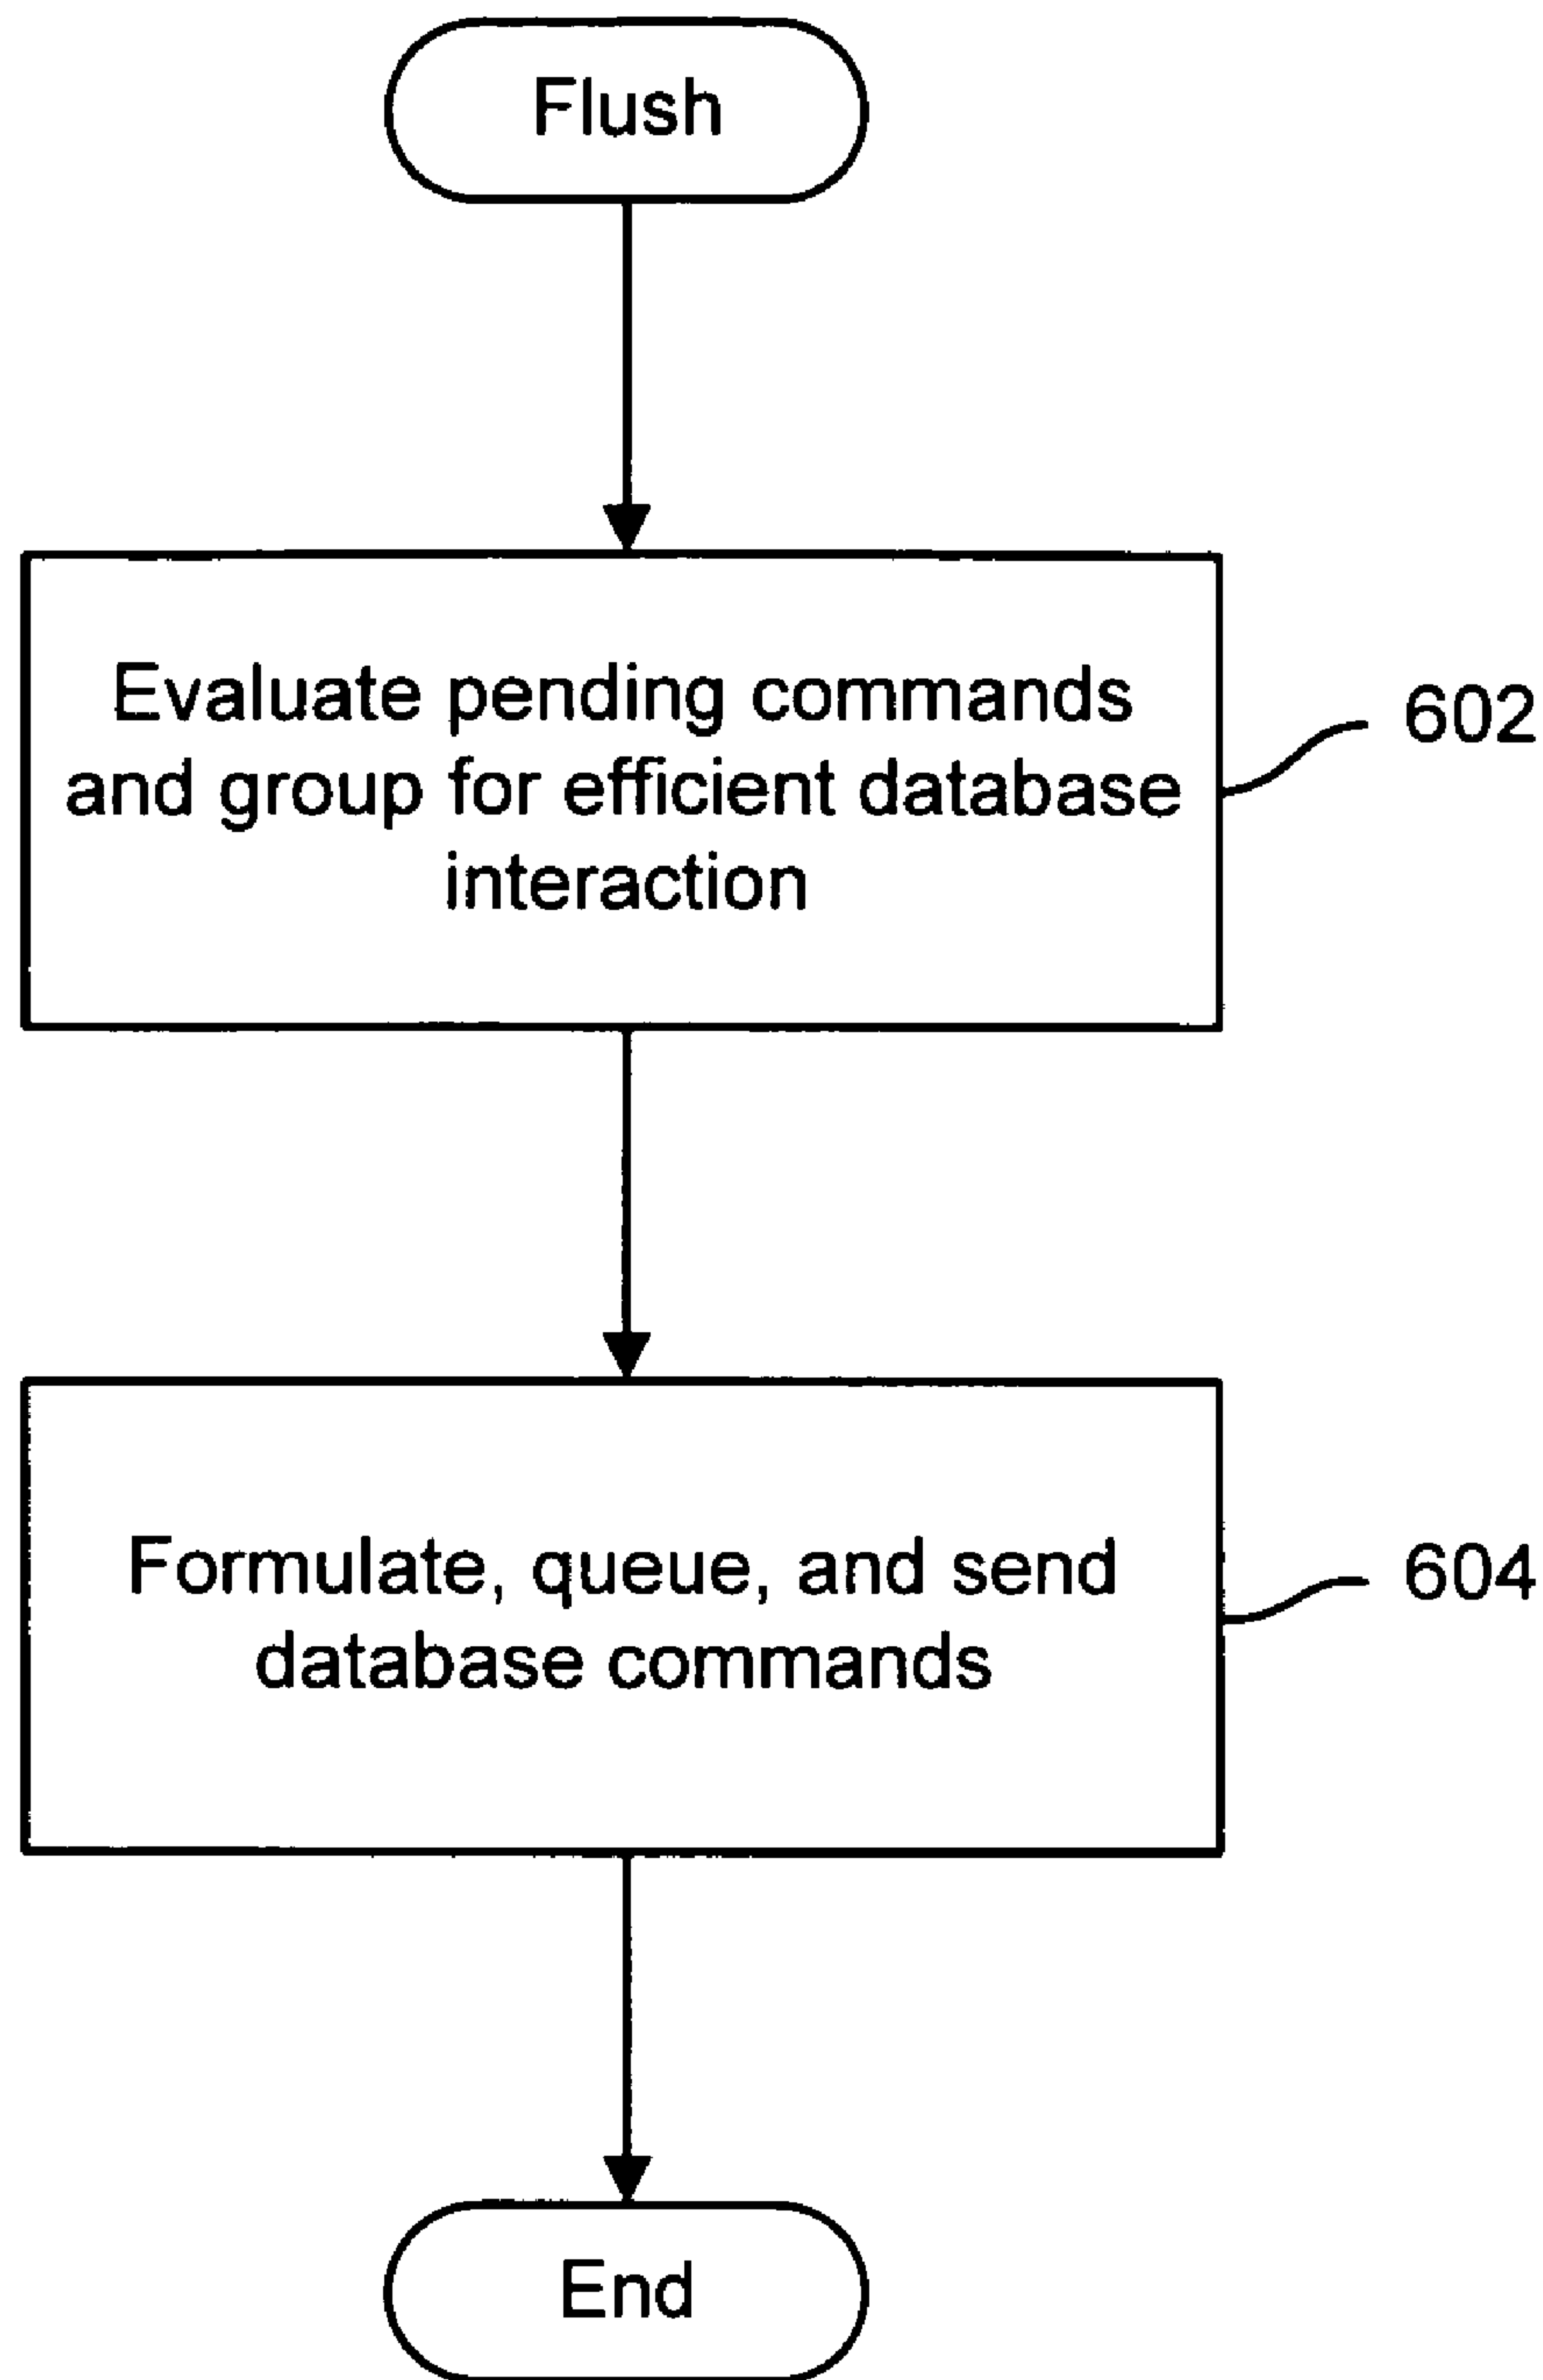 Flush
Evaluate pending commands
and group for efficient database
interaction
602
Formulate, queue, and send
database commands
604
End